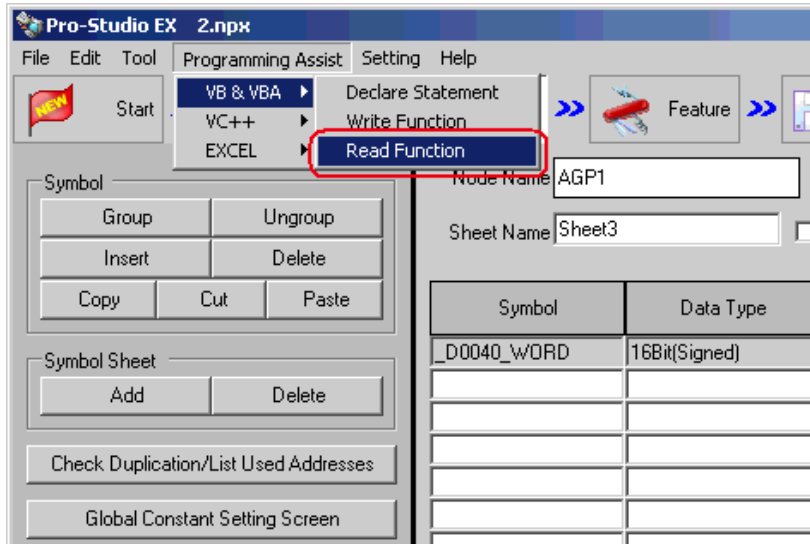 Pro-Studio EX 2.npx
File Edit Tool Programming Assist Setting Help
NEW Start
VB & VBA
Declare Statement
VC++
Write Function
EXCEL
Read Function
Feature
Symbol
Group Ungroup
Insert Delete
Copy Cut Paste
Symbol Sheet
Add Delete
Check Duplication/List Used Addresses
Global Constant Setting Screen
Node Name AGP1
Sheet Name Sheet3
Symbol Data Type
_D0040_WORD 16Bit(Signed)